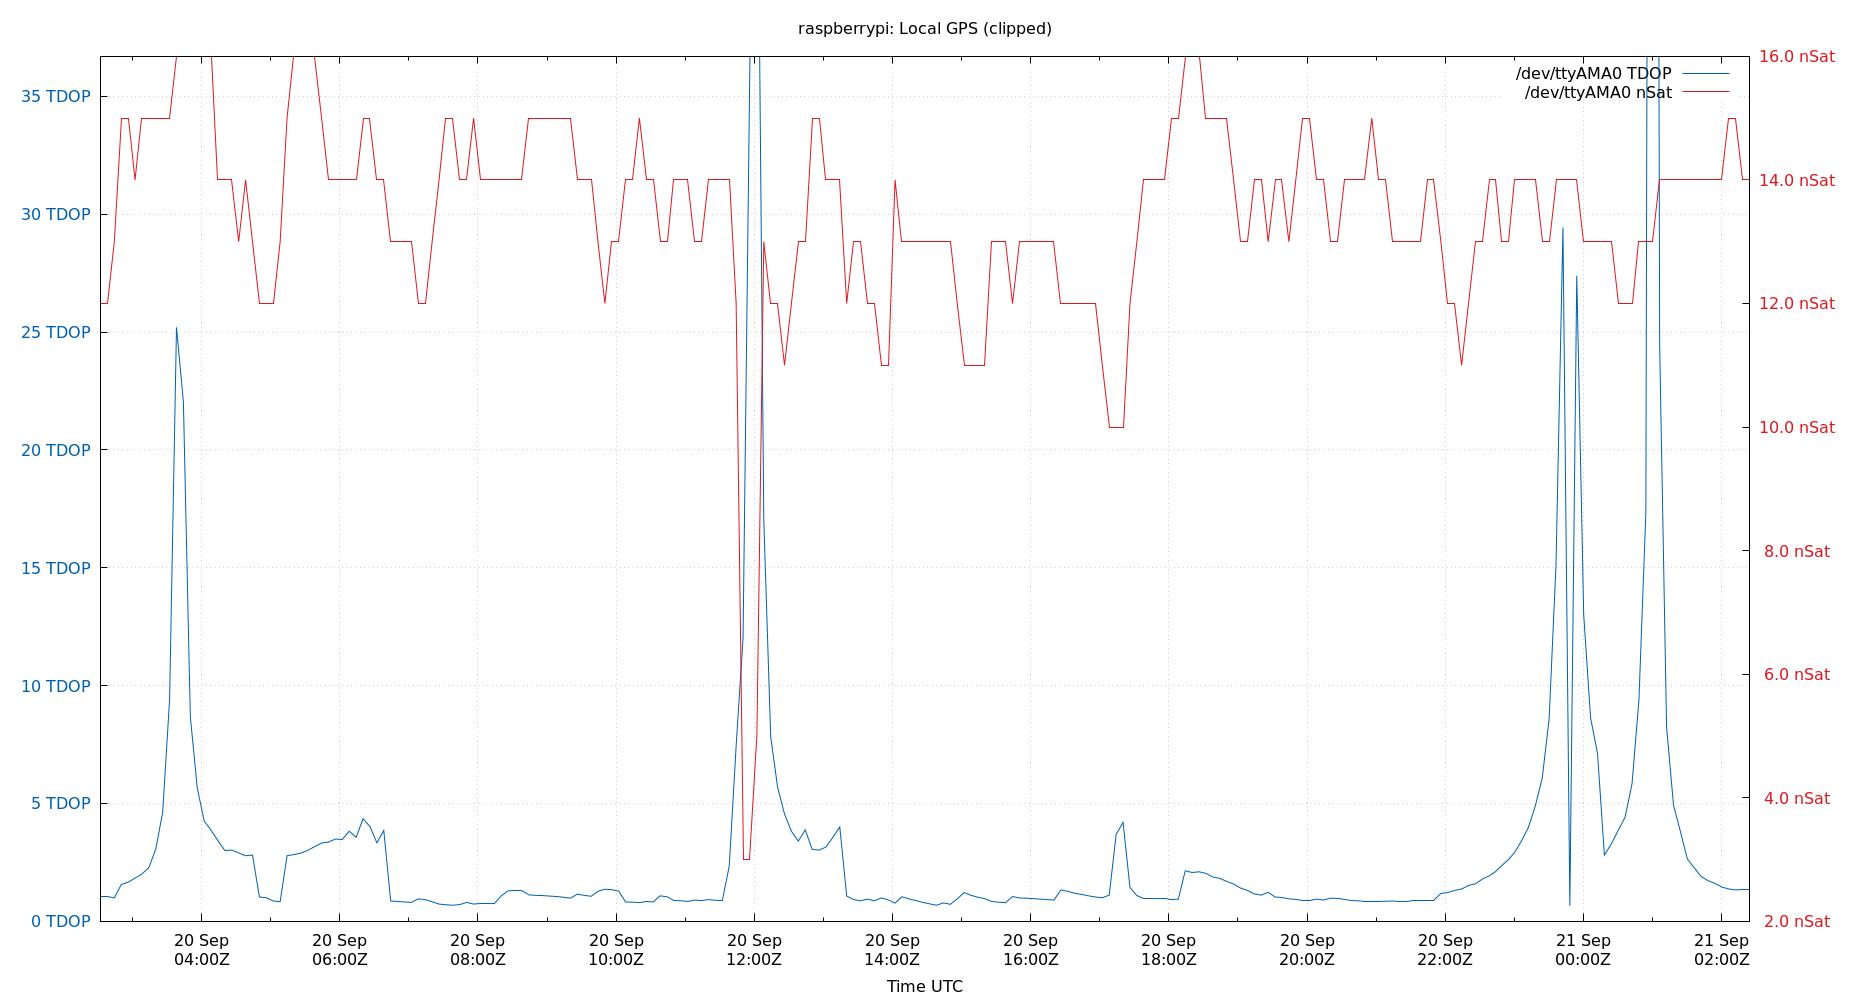 raspberrypi: Local GPS (clipped)
/dev/ttyAMA0 TDOP
/dev/ttyAMA0 nSat
35 TDOP
30 TDOP
25 TDOP
20 TDOP
15 TDOP
10 TDOP
5 TDOP
0 TDOP
16.0 nSat
14.0 nSat
12.0 nSat
10.0 nSat
8.0 nSat
6.0 nSat
4.0 nSat
2.0 nSat
20 Sep
04:00Z
20 Sep
06:00Z
20 Sep
08:00Z
20 Sep
10:00Z
20 Sep
12:00Z
20 Sep
14:00Z
20 Sep
16:00Z
20 Sep
18:00Z
20 Sep
20:00Z
20 Sep
22:00Z
21 Sep
00:00Z
21 Sep
02:00Z
Time UTC